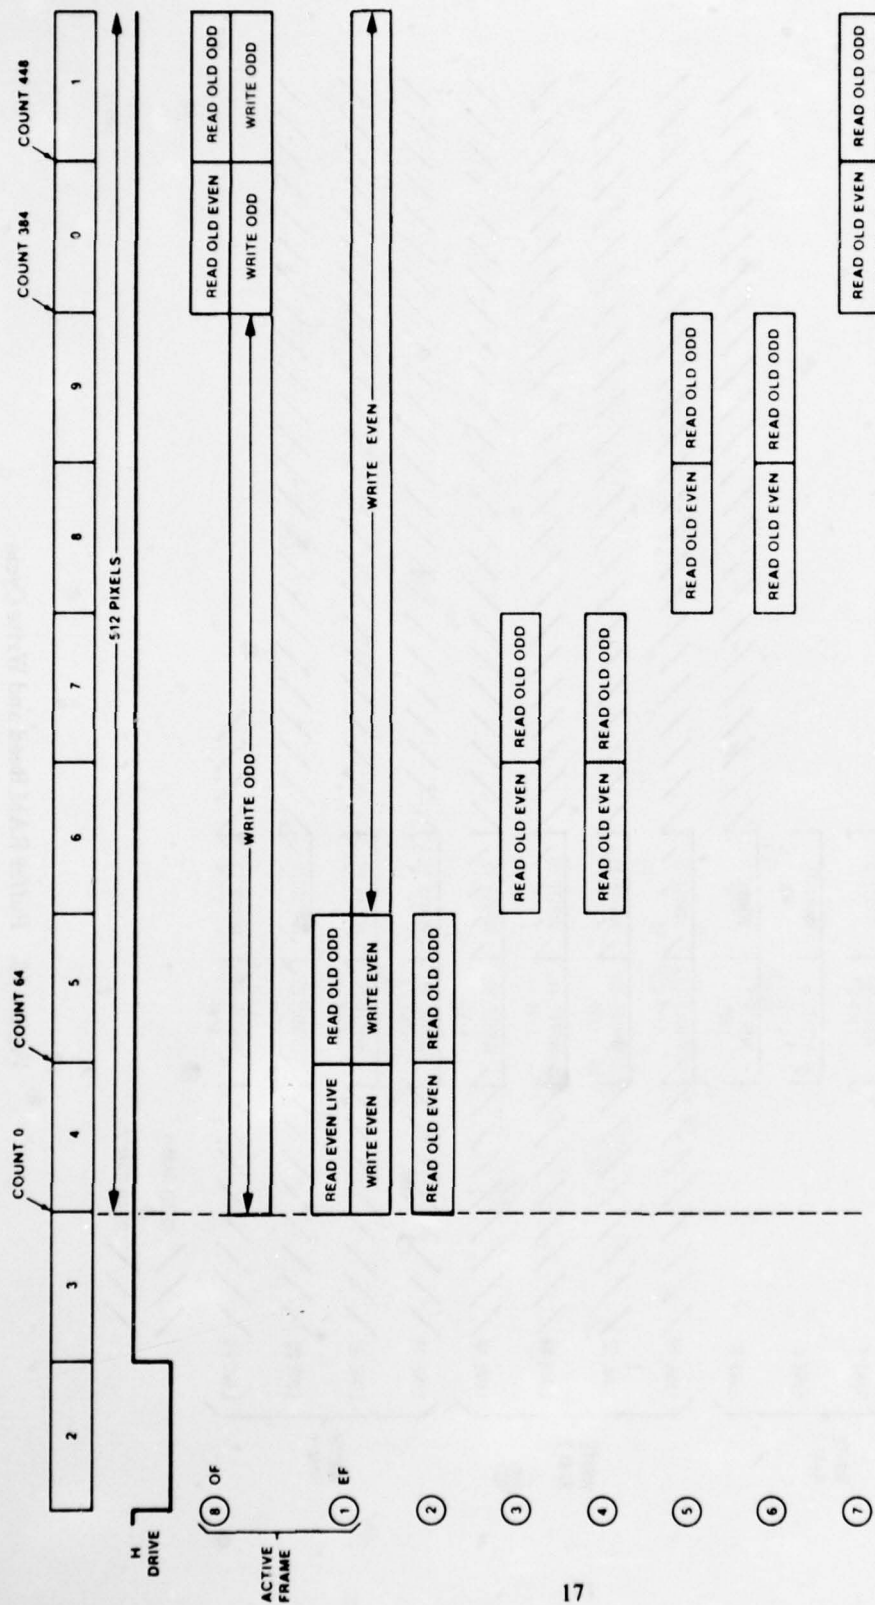 COUNT 0 COUNT 64 COUNT 384 COUNT 448
2 3 4 5 6 7 8 9 0 1
512 PIXELS
H
DRIVE
ACTIVE
FRAME
8 OF READ OLD EVEN READ OLD ODD
WRITE ODD WRITE ODD WRITE ODD
1 EF READ EVEN LIVE READ OLD ODD
WRITE EVEN WRITE EVEN WRITE EVEN
2 READ OLD EVEN READ OLD ODD
3 READ OLD EVEN READ OLD ODD
4 READ OLD EVEN READ OLD ODD
5 READ OLD EVEN READ OLD ODD
6 READ OLD EVEN READ OLD ODD
7 READ OLD EVEN READ OLD ODD
17